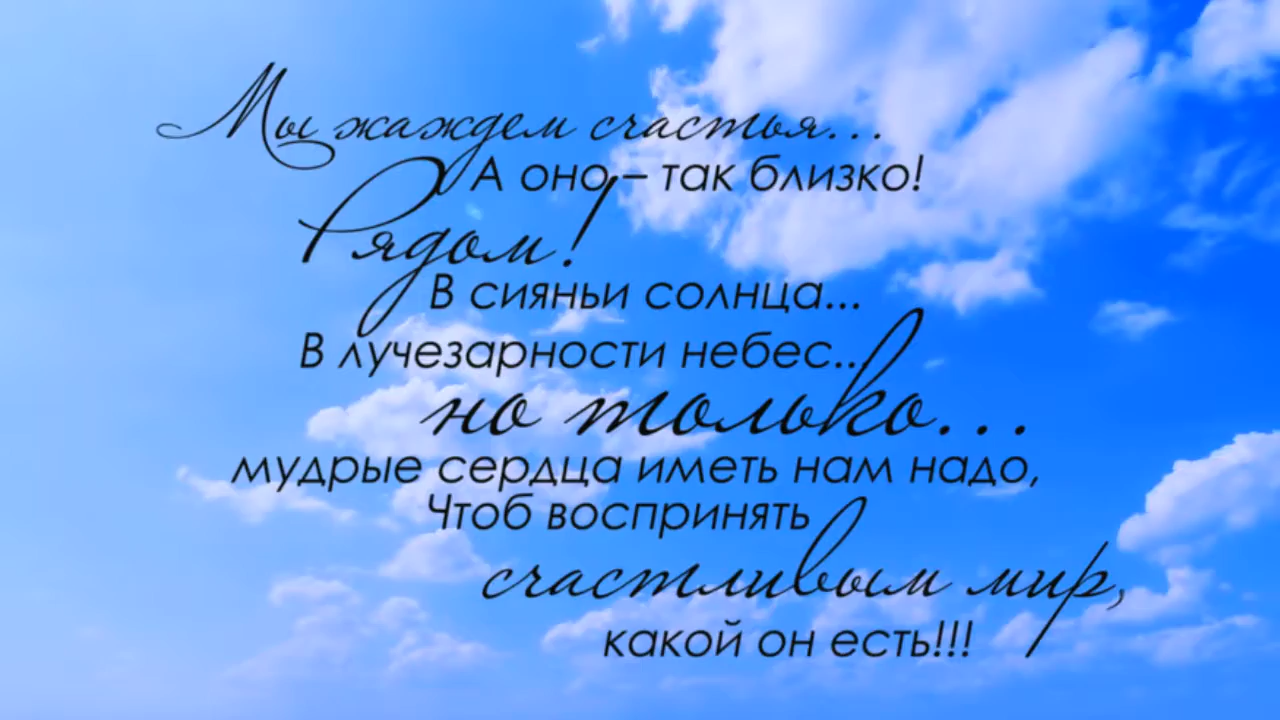 Мы жаждем счастья...
А оно – так близко!
Рядом!
В сияньи солнца...
В лучезарности небес...
но только...
мудрые сердца иметь нам надо,
Чтоб воспринять
счастливым мир,
какой он есть!!!